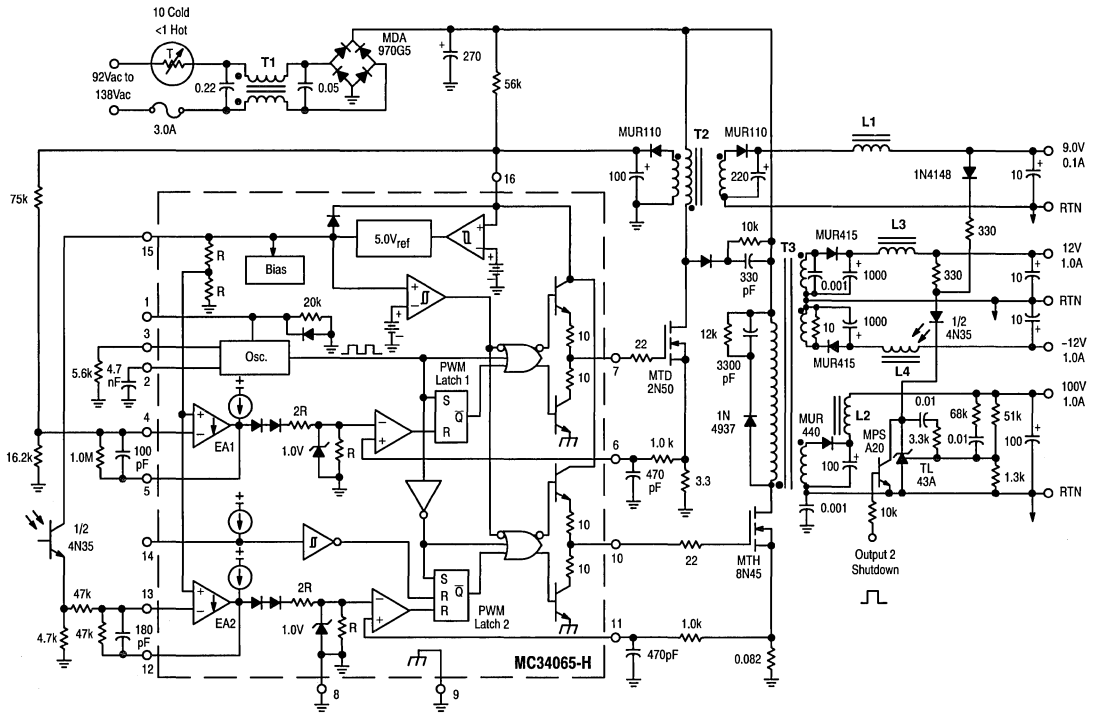 10 Cold
<1 Hot
T
92Vac to
138Vac
3.0A
0.22
T1
0.05
MDA
970G5
+
270
56k
75k
MUR110
T2
MUR110
L1
9.0V
0.1A
100
+
220
+
1N4148
10
+
RTN
16
15
R
R
Bias
5.0Vref
+
−
+
−
10k
330
pF
T3
MUR415
L3
12V
1.0A
0.001
1000
+
330
330
10
+
RTN
1
20k
3
Osc.
5.6k
4.7
nF
2
10
10
7
22
MTD
2N50
12k
3300
pF
1N
4937
10
1000
+
MUR415
L4
1/2
4N35
10
+
−12V
1.0A
PWM
Latch 1
S
Q
R
4
+
−
EA1
2R
1.0V
R
−
+
16.2k
1.0M
100
pF
5
6
1.0 k
470
pF
3.3
MUR
440
L2
100
+
MPS
A20
0.01
3.3k
TL
43A
68k
0.01
51k
1.3k
100V
1.0A
100
+
RTN
0.001
10k
Output 2
Shutdown
1/2
4N35
14
10
10
10
22
MTH
8N45
S
R
R
Q
PWM
Latch 2
47k
13
+
−
EA2
2R
1.0V
R
−
+
4.7k
47k
180
pF
12
11
1.0k
470pF
0.082
MC34065-H
8
9